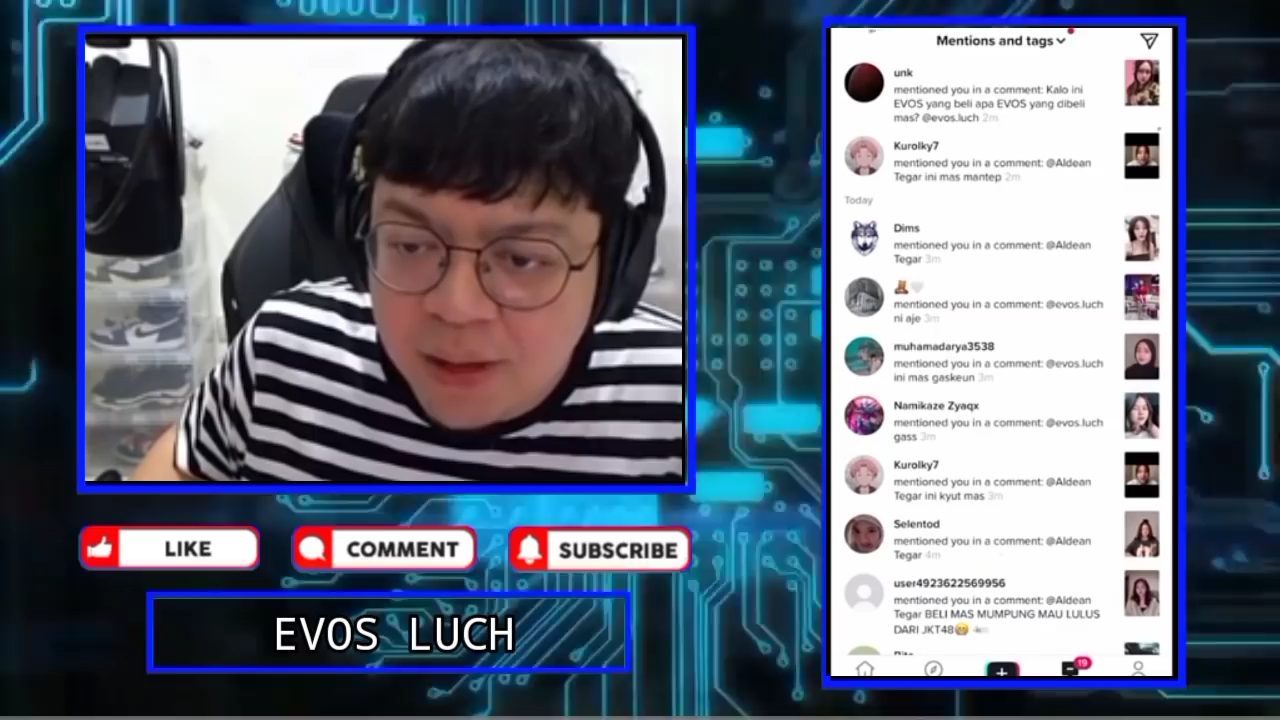 Mentions and tags
unk
mentioned you in a comment: Kalo ini
EVOS yang beli apa EVOS yang dibeli
mas? @evos.luch 2m
Kurolky7
mentioned you in a comment: @Aldean
Tegar ini mas mantep 2m
Today
Dims
mentioned you in a comment: @Aldean
Tegar 3m
mentioned you in a comment: @evos.luch
ni aje 3m
muhamadarya3538
mentioned you in a comment: @evos.luch
ini mas gaskeun 3m
Namikaze Zyaqx
mentioned you in a comment: @evos.luch
gass 3m
Kurolky7
mentioned you in a comment: @Aldean
Tegar ini kyut mas 3m
Selentod
mentioned you in a comment: @Aldean
Tegar 4m
user4923622569956
mentioned you in a comment: @Aldean
Tegar BELI MAS MUMPUNG MAU LULUS
DARI JKT48😁 4m
19
LIKE
COMMENT
SUBSCRIBE
EVOS LUCH